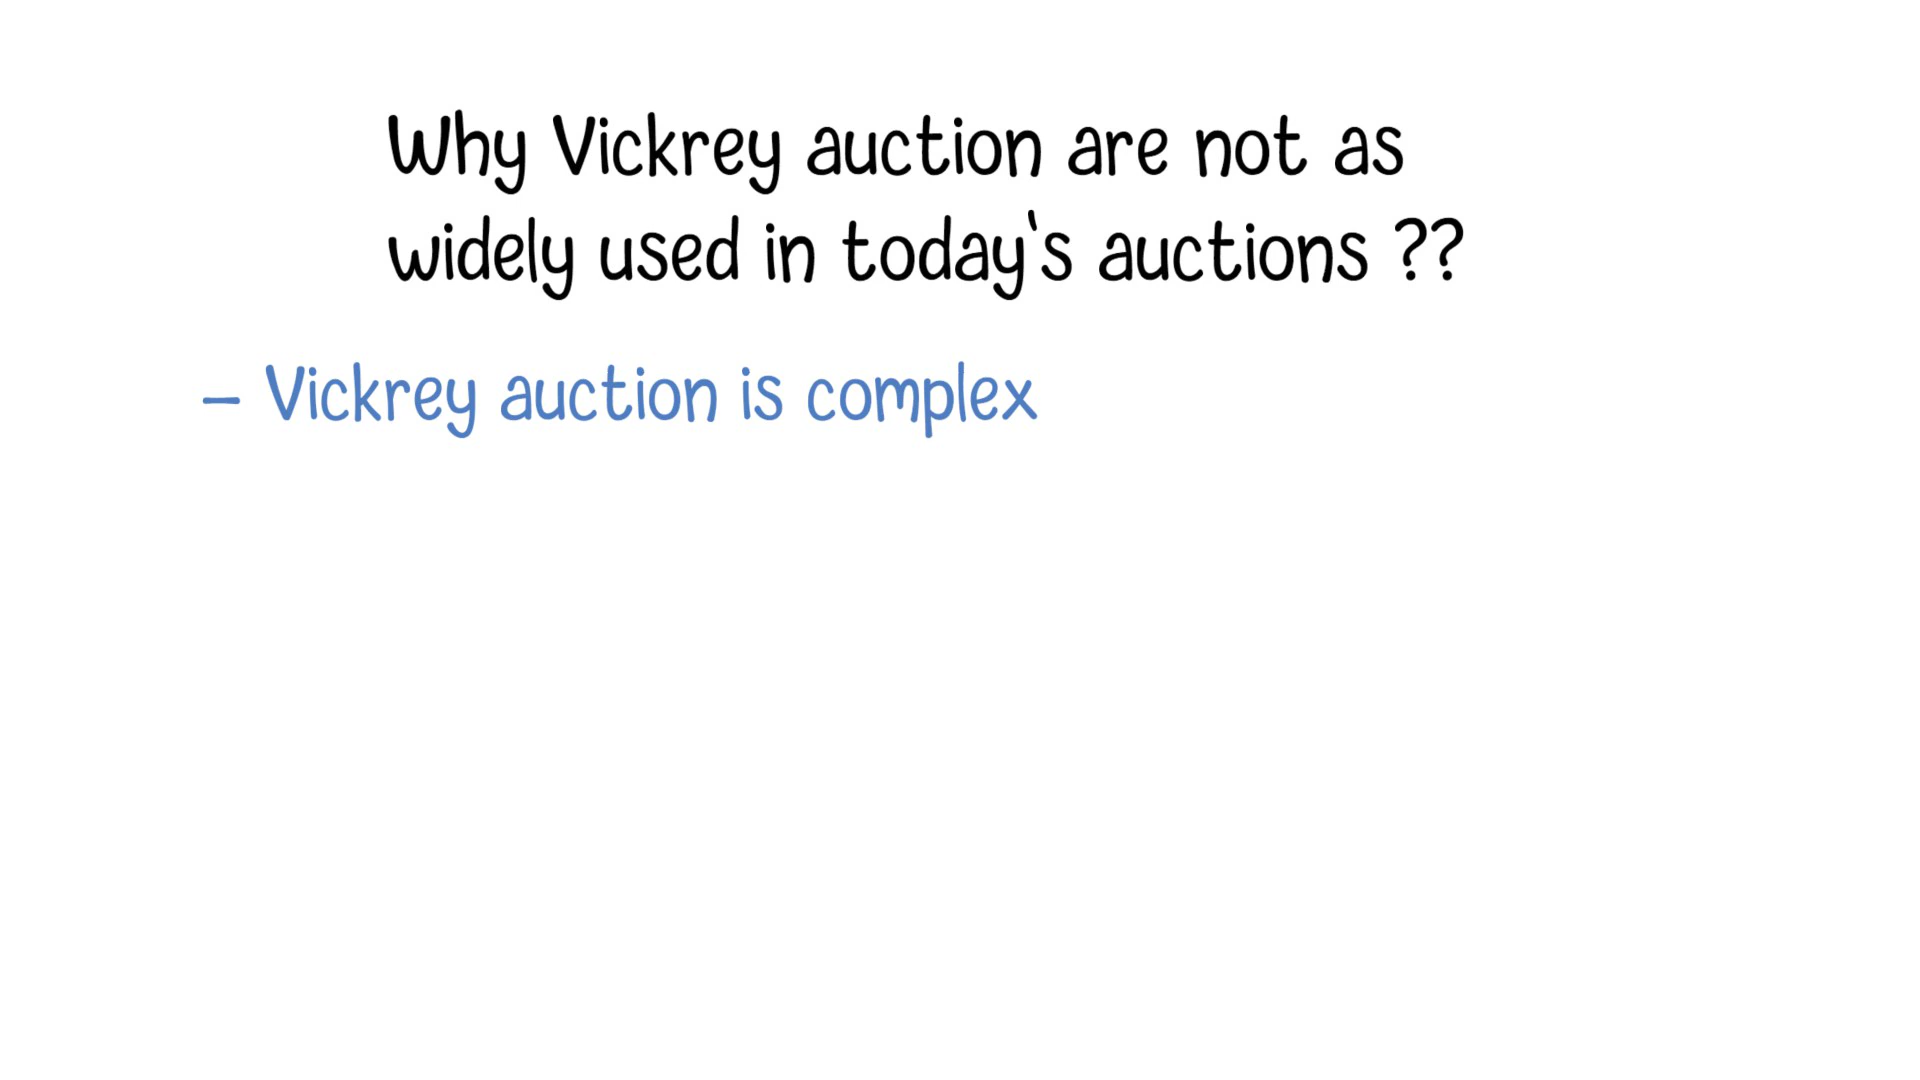 Why Vickrey auction are not as
widely used in today's auctions ??
– Vickrey auction is complex